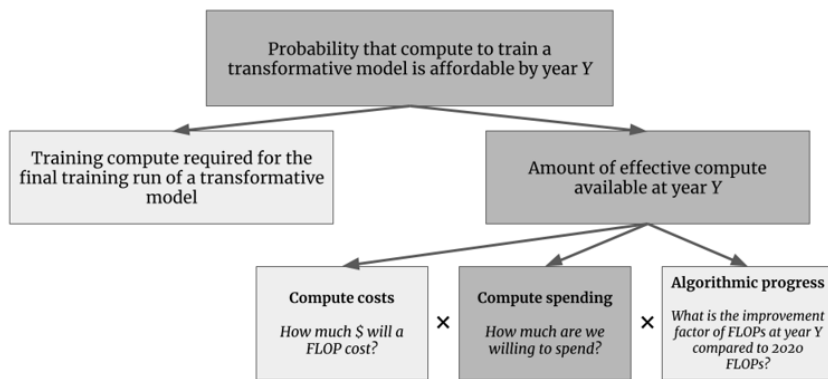 Probability that compute to train a
transformative model is affordable by year Y
Training compute required for the
final training run of a transformative
model
Amount of effective compute
available at year Y
Compute costs
How much $ will a
FLOP cost?
×
Compute spending
How much are we
willing to spend?
×
Algorithmic progress
What is the improvement
factor of FLOPs at year Y
compared to 2020
FLOPs?